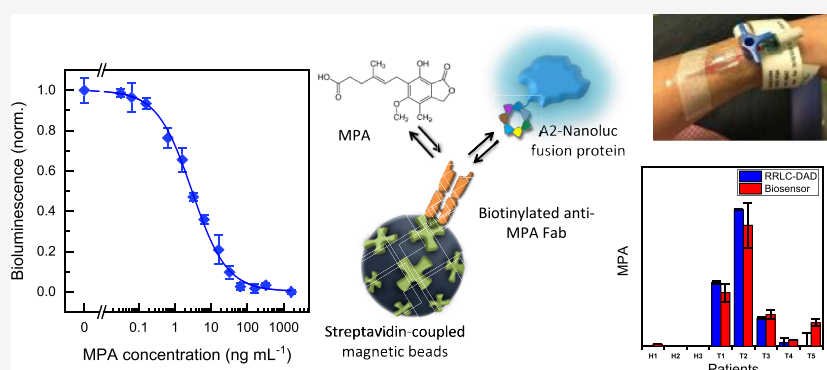 Bioluminescence (norm.)
1.0
0.8
0.6
0.4
0.2
0.0
0
0.1
1
10
100
1000
MPA concentration (ng mL⁻¹)
HO
O
CH₃
OH
O
O
OCH₃
CH₃
MPA
A2-Nanoluc
fusion protein
Biotinylated anti-
MPA Fab
Streptavidin-coupled
magnetic beads
RRLC-DAD
Biosensor
MPA
H1
H2
H3
T1
T2
T3
T4
T5
Patients